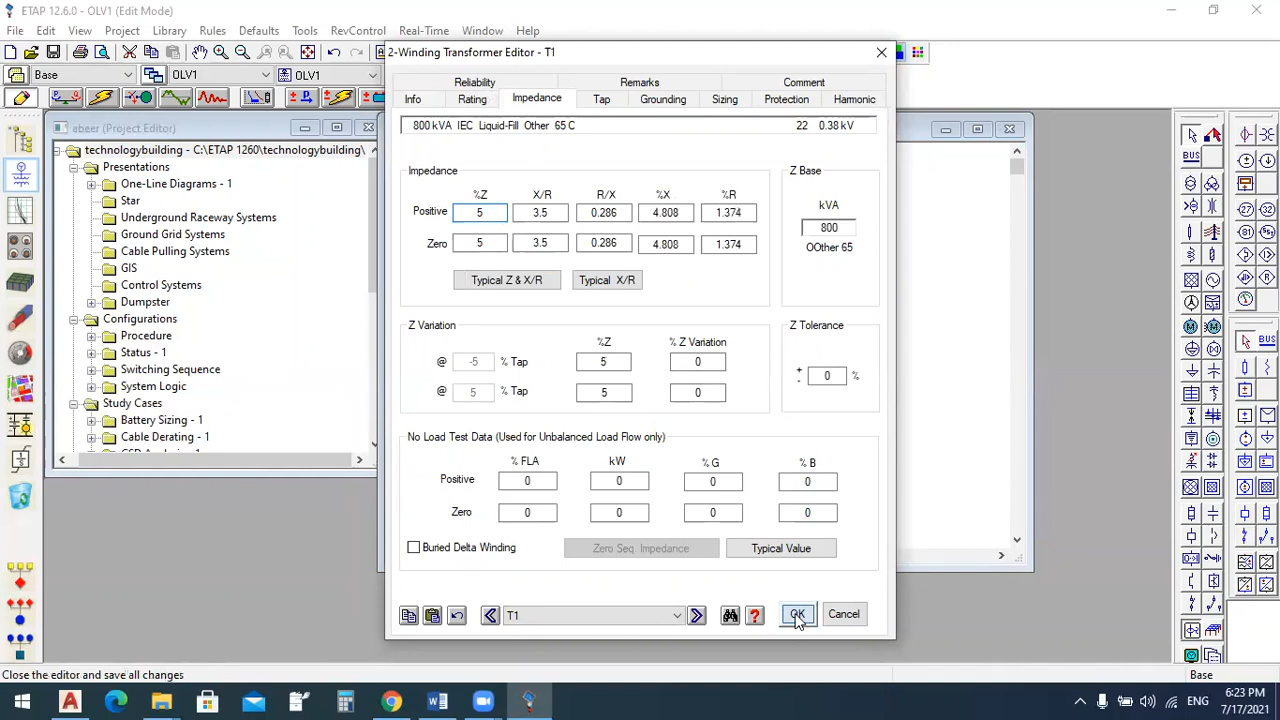 ETAP 12.6.0 - OLV1 (Edit Mode)
File Edit View Project Library Rules Defaults Tools RevControl Real-Time Window Help
Base OLV1 OLV1
abeer (Project Editor)
technologybuilding - C:\ETAP 1260\technologybuilding\
Presentations
One-Line Diagrams - 1
Star
Underground Raceway Systems
Ground Grid Systems
Cable Pulling Systems
GIS
Control Systems
Dumpster
Configurations
Procedure
Status - 1
Switching Sequence
System Logic
Study Cases
Battery Sizing - 1
Cable Derating - 1
2-Winding Transformer Editor - T1
Reliability Remarks Comment
Info Rating Impedance Tap Grounding Sizing Protection Harmonic
800 kVA IEC Liquid-Fill Other 65 C 22 0.38 kV
Impedance
%Z X/R R/X %X %R
Positive 5 3.5 0.286 4.808 1.374
Zero 5 3.5 0.286 4.808 1.374
Typical Z & X/R Typical X/R
Z Base
kVA
800
OOther 65
Z Variation
%Z % Z Variation
@ -5 % Tap 5 0
@ 5 % Tap 5 0
Z Tolerance
+
- 0 %
No Load Test Data (Used for Unbalanced Load Flow only)
% FLA kW % G % B
Positive 0 0 0 0
Zero 0 0 0 0
Buried Delta Winding Zero Seq. Impedance Typical Value
T1 ? OK Cancel
BUS
BUS
Close the editor and save all changes
Base
ENG
6:23 PM
7/17/2021